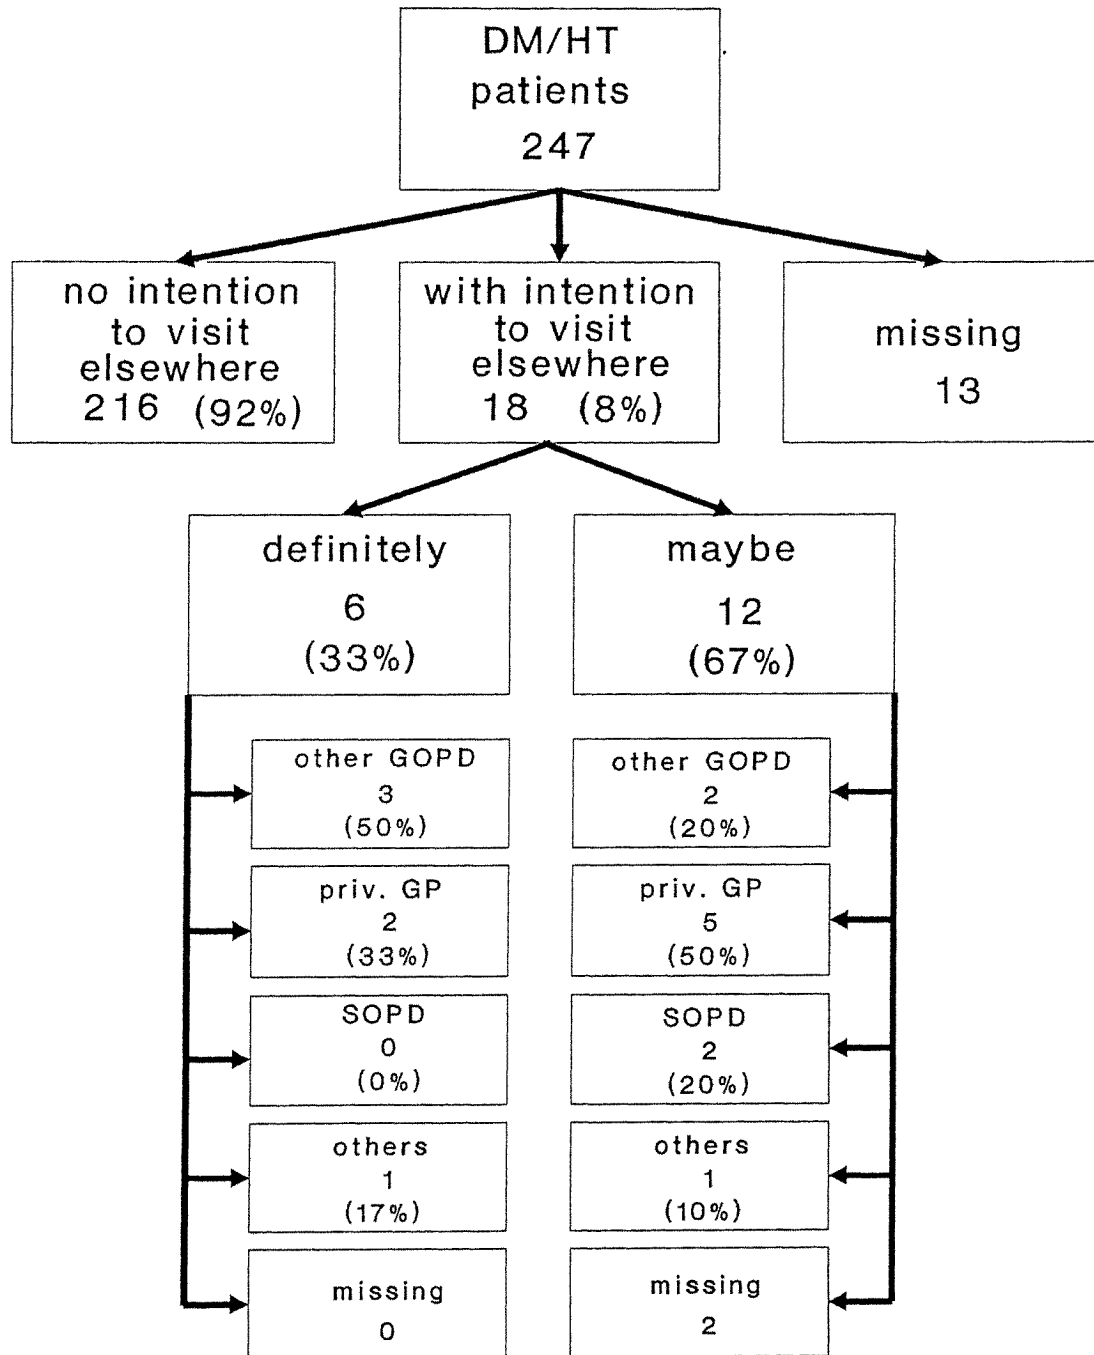 DM/HT
patients
247
no intention
to visit
elsewhere
216 (92%)
with intention
to visit
elsewhere
18 (8%)
missing
13
definitely
6
(33%)
maybe
12
(67%)
other GOPD
3
(50%)
priv. GP
2
(33%)
SOPD
0
(0%)
others
1
(17%)
missing
0
other GOPD
2
(20%)
priv. GP
5
(50%)
SOPD
2
(20%)
others
1
(10%)
missing
2